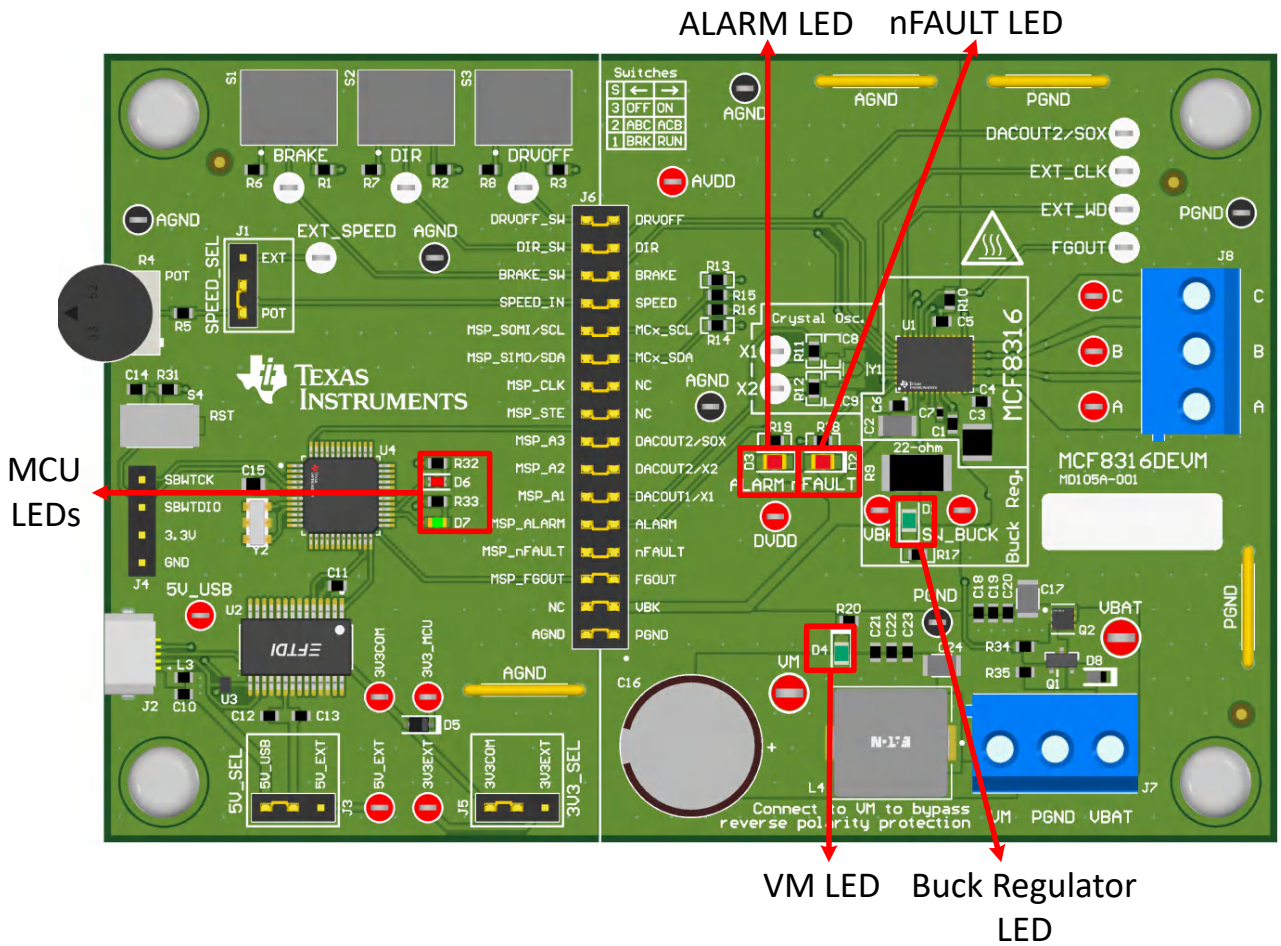 ALARM LED
nFAULT LED
S1
S2
S3
Switches
S ← →
3 OFF ON
2 ABC ACB
1 BRK RUN
AGND
AGND
PGND
DACOUT2/SOX
EXT_CLK
EXT_WD
FGOUT
PGND
BRAKE
DIR
DRVOFF
R6
R1
R7
R2
R8
R3
AVDD
AGND
EXT_SPEED
AGND
J6
J1
SPEED_SEL
EXT
POT
R4
POT
R5
DRVOFF_SW
DRVOFF
DIR_SW
DIR
BRAKE_SW
BRAKE
SPEED_IN
SPEED
MSP_SOMI/SCL
MCx_SCL
MSP_SIMO/SDA
MCx_SDA
MSP_CLK
NC
MSP_STE
NC
MSP_A3
DACOUT2/SOX
MSP_A2
DACOUT2/X2
MSP_A1
DACOUT1/X1
MSP_ALARM
ALARM
MSP_nFAULT
nFAULT
MSP_FGOUT
FGOUT
NC
VBK
AGND
PGND
R13
R15
R16
R14
Crystal Osc.
X1
X2
R11
R12
C8
C9
Y1
AGND
U1
R10
C5
MCF8316
C4
C3
C6
C2
C7
C1
J8
C
C
B
B
A
A
TEXAS
INSTRUMENTS
C14
R31
S4
RST
U4
C15
Y2
R32
D6
R33
D7
MCU
LEDs
SBWTCK
SBWTDIO
3.3V
GND
J4
R19
R18
D3
D2
ALARM
nFAULT
DVDD
22-ohm
R9
VBK
SW_BUCK
R17
Buck Reg.
MCF8316DEVM
MD105A-001
5V_USB
U2
C11
FTDI
U3
L3
C10
J2
C12
C13
3V3COM
3V3_MCU
D5
AGND
5V_SEL
5V_USB
5V_EXT
J3
5V_EXT
3V3EXT
J5
3V3COM
3V3EXT
3V3_SEL
PGND
R20
D4
C21
C22
C23
C24
VM
C16
+
C18
C19
C20
C17
Q2
VBAT
R34
R35
Q1
D8
PGND
L4
J7
Connect to VM to bypass
reverse polarity protection
VM
PGND
VBAT
VM LED
Buck Regulator
LED